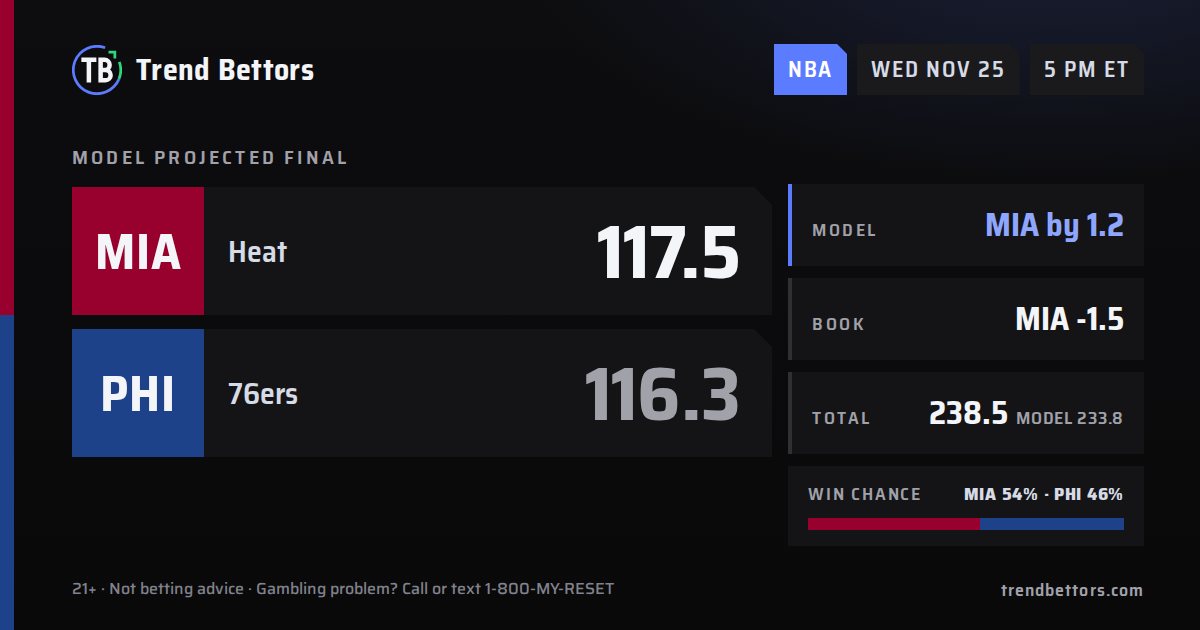 TB Trend Bettors
NBA WED NOV 25 5 PM ET
MODEL PROJECTED FINAL
MIA Heat 117.5
PHI 76ers 116.3
MODEL MIA by 1.2
BOOK MIA -1.5
TOTAL 238.5 MODEL 233.8
WIN CHANCE MIA 54% · PHI 46%
21+ · Not betting advice · Gambling problem? Call or text 1-800-MY-RESET
trendbettors.com